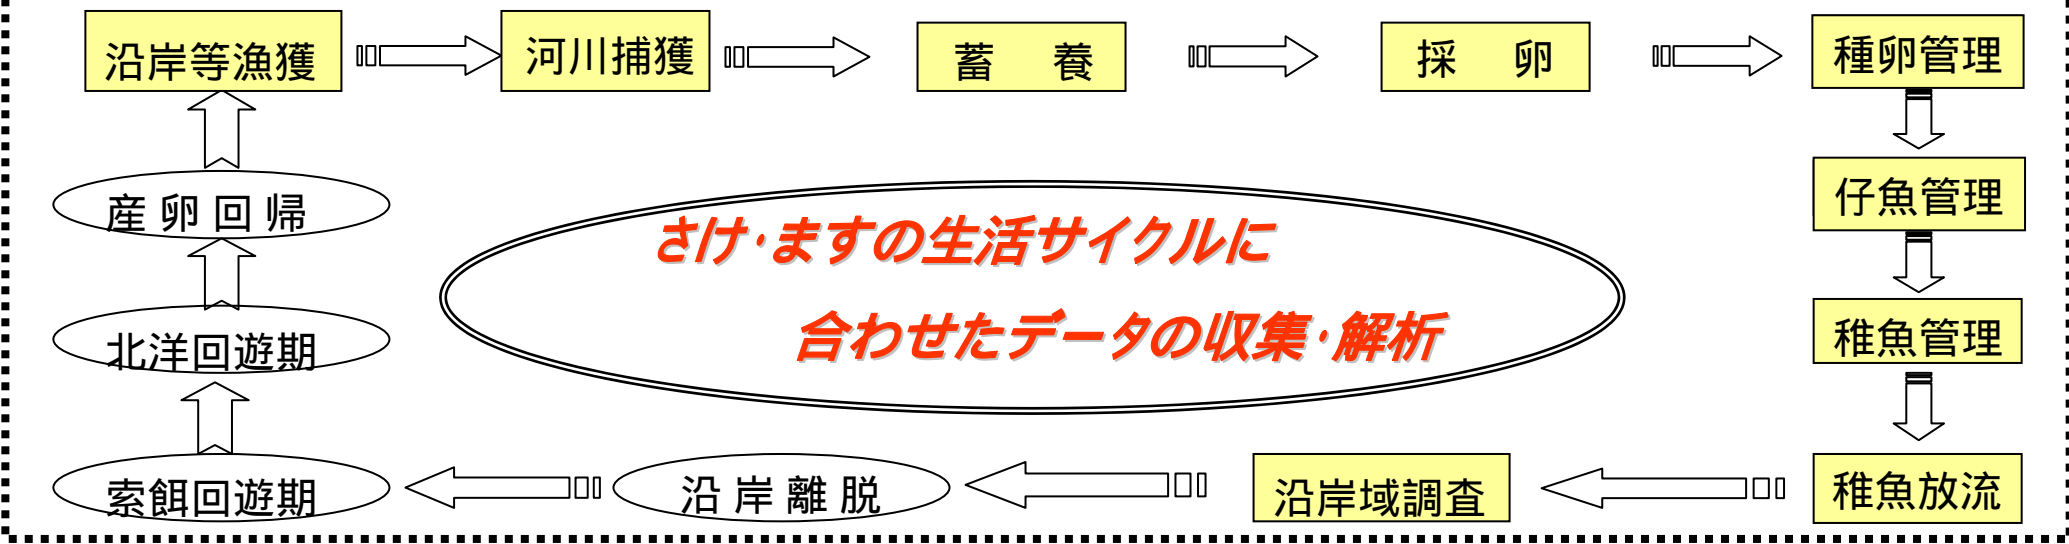 沿岸等漁獲
河川捕獲
蓄 養
採 卵
種卵管理
仔魚管理
稚魚管理
稚魚放流
沿岸域調査
沿 岸 離 脱
索餌回遊期
北洋回遊期
産 卵 回 帰
さけ・ますの生活サイクルに
合わせたデータの収集・解析